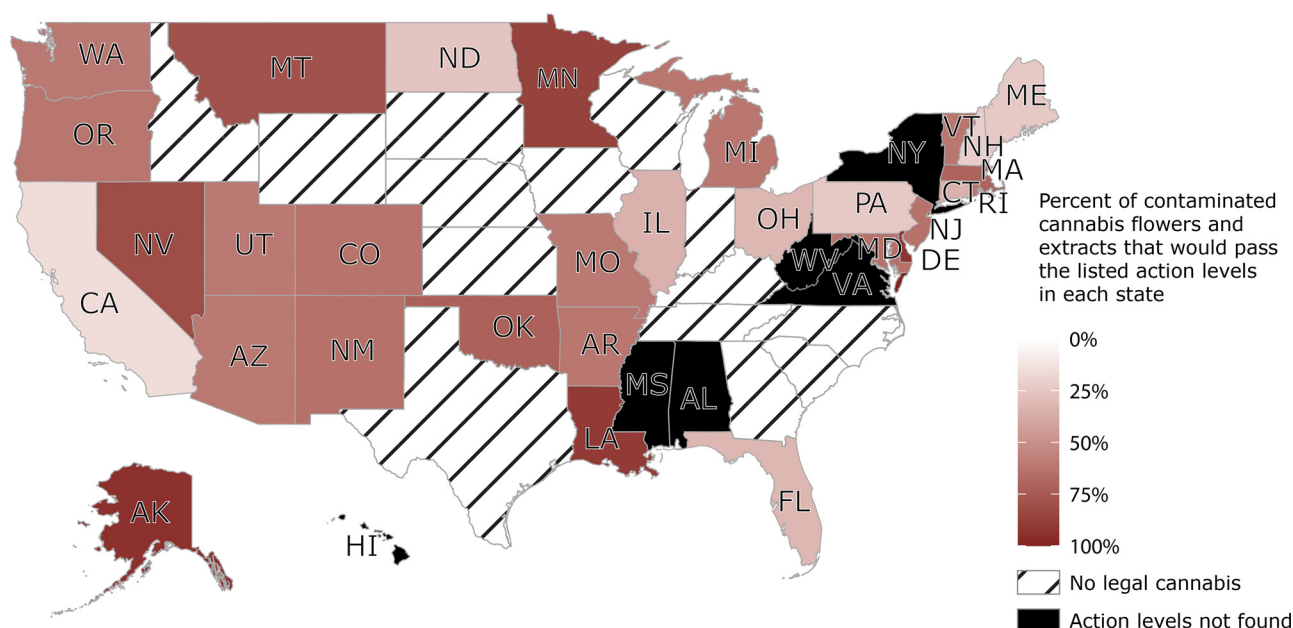 WA
MT
ND
MN
OR
ME
VT
NH
MI
NY
MA
CT
RI
PA
IL
OH
NJ
NV
UT
CO
MO
MD
WV
DE
VA
CA
OK
AR
AZ
NM
MS
AL
LA
FL
AK
HI
Percent of contaminated
cannabis flowers and
extracts that would pass
the listed action levels
in each state
0%
25%
50%
75%
100%
No legal cannabis
Action levels not found